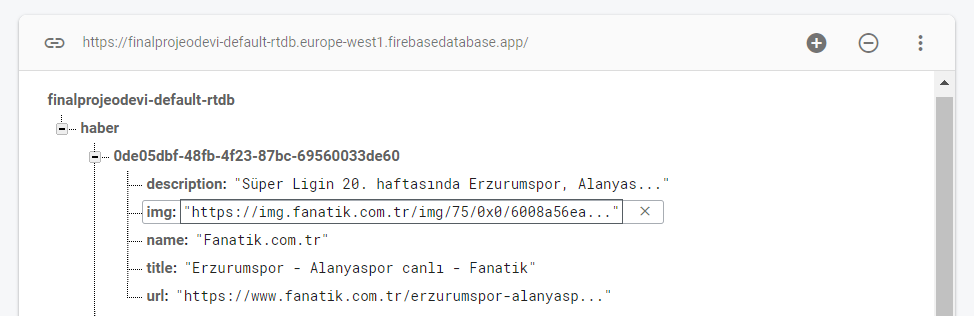 https://finalprojeodevi-default-rtdb.europe-west1.firebasedatabase.app/
finalprojeodevi-default-rtdb
haber
0de05dbf-48fb-4f23-87bc-69560033de60
description: "Süper Ligin 20. haftasında Erzurumspor, Alanyas..."
img: "https://img.fanatik.com.tr/img/75/0x0/6008a56ea..."
name: "Fanatik.com.tr"
title: "Erzurumspor - Alanyaspor canlı - Fanatik"
url: "https://www.fanatik.com.tr/erzurumspor-alanyasp..."